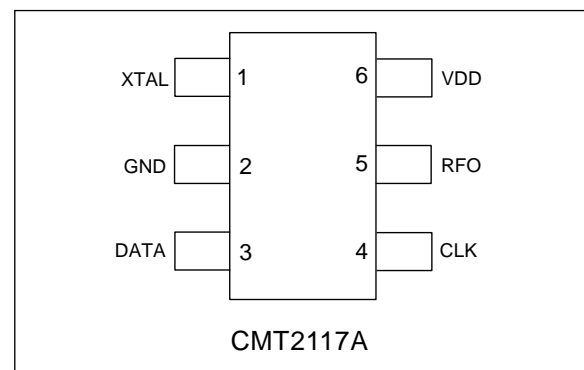 XTAL 1 6 VDD
GND 2 5 RFO
DATA 3 4 CLK
CMT2117A